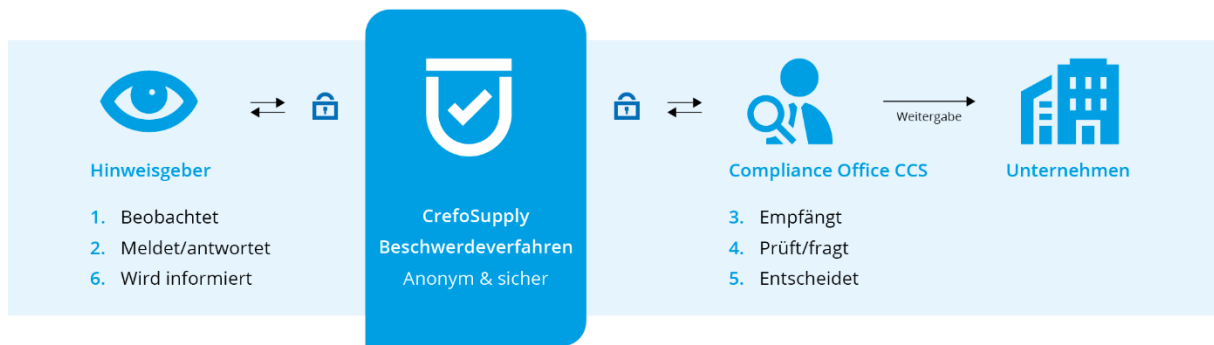 Hinweisgeber
1. Beobachtet
2. Meldet/antwortet
6. Wird informiert
CrefoSupply
Beschwerdeverfahren
Anonym & sicher
Compliance Office CCS
3. Empfängt
4. Prüft/fragt
5. Entscheidet
Weitergabe
Unternehmen